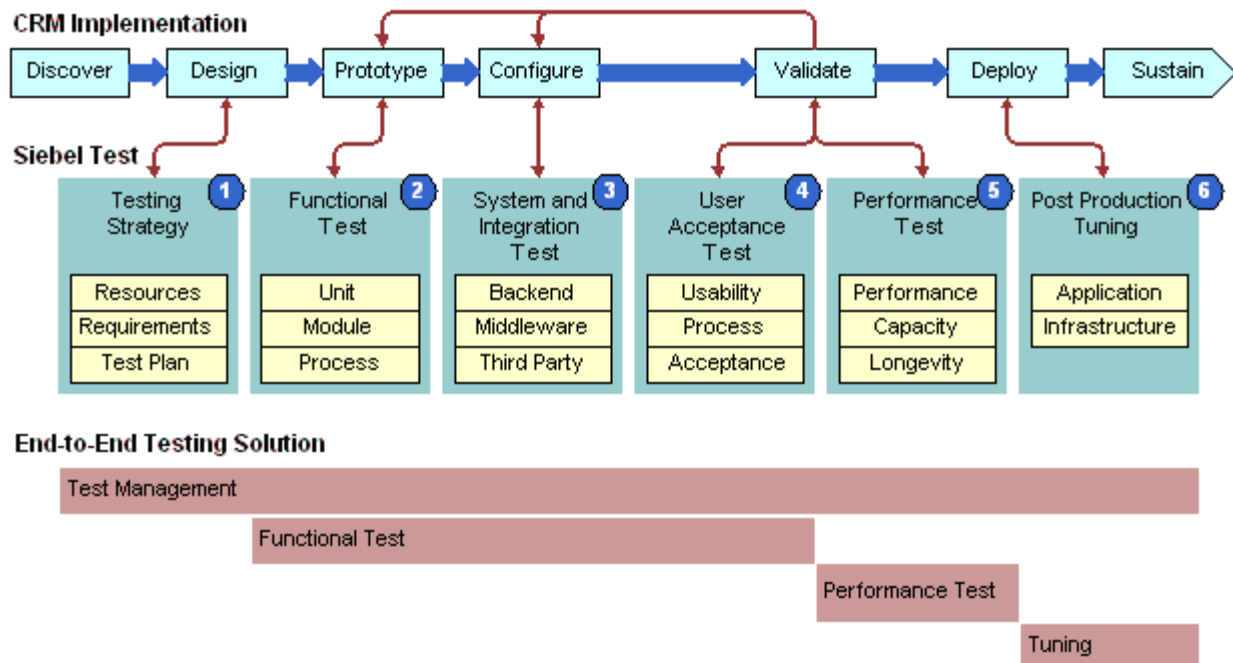 CRM Implementation
Discover
Design
Prototype
Configure
Validate
Deploy
Sustain
Siebel Test
1
Testing
Strategy
Resources
Requirements
Test Plan
2
Functional
Test
Unit
Module
Process
3
System and
Integration
Test
Backend
Middleware
Third Party
4
User
Acceptance
Test
Usability
Process
Acceptance
5
Performance
Test
Performance
Capacity
Longevity
6
Post Production
Tuning
Application
Infrastructure
End-to-End Testing Solution
Test Management
Functional Test
Performance Test
Tuning